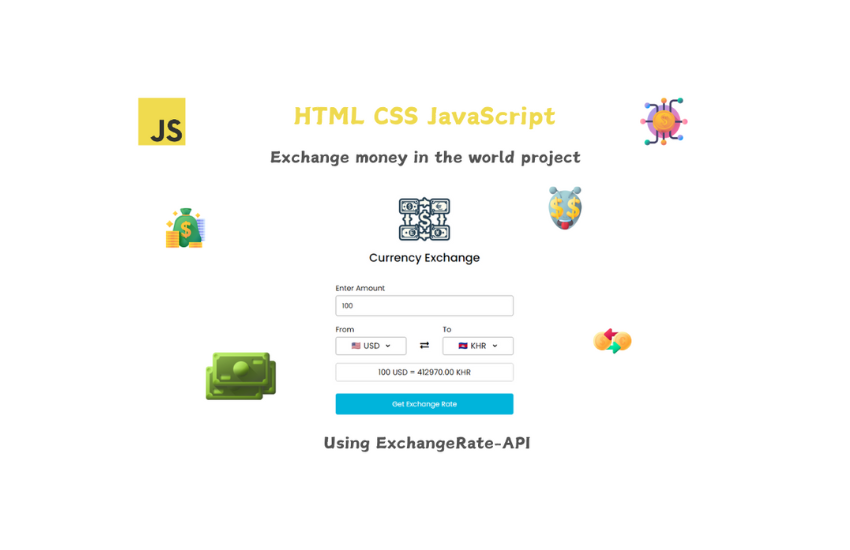 JS
HTML CSS JavaScript
Exchange money in the world project
Currency Exchange
Enter Amount
100
From To
USD KHR
100 USD = 412970.00 KHR
Get Exchange Rate
Using ExchangeRate-API